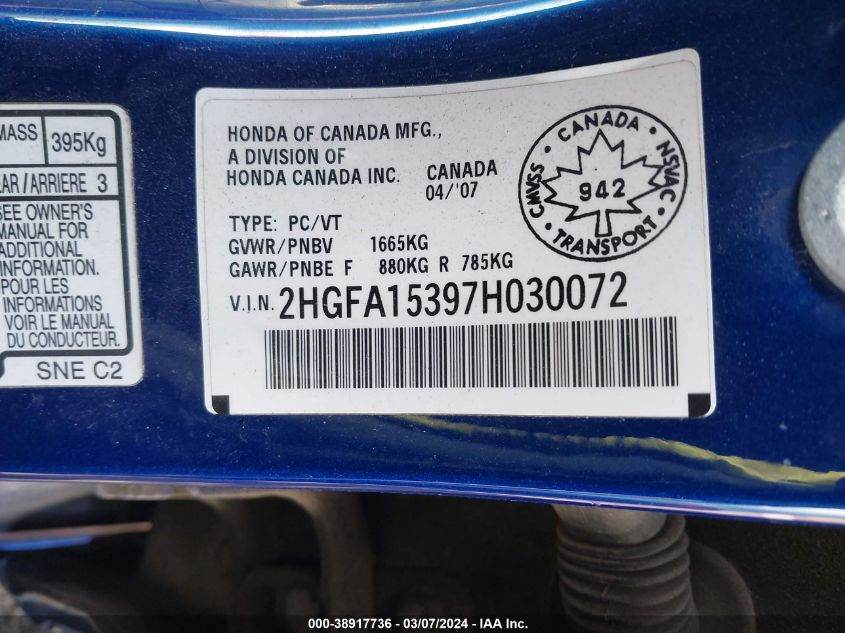 MASS 395Kg
AR/ARRIERE 3
SEE OWNER'S
MANUAL FOR
ADDITIONAL
INFORMATION.
POUR LES
INFORMATIONS
VOIR LE MANUAL
DU CONDUCTEUR.
SNE C2
HONDA OF CANADA MFG.,
A DIVISION OF
HONDA CANADA INC. CANADA
04/'07
TYPE: PC/VT
GVWR/PNBV 1665KG
GAWR/PNBE F 880KG R 785KG
V.I.N. 2HGFA15397H030072
CANADA
CMVSS • NSVAC
942
TRANSPORT
000-38917736 - 03/07/2024 - IAA Inc.